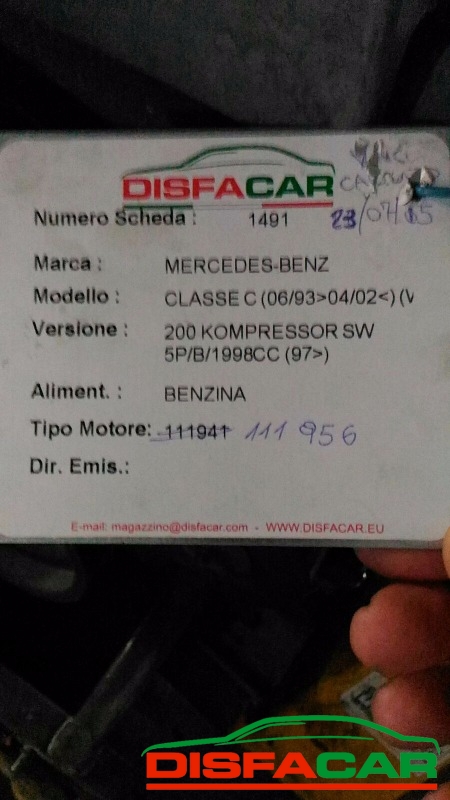 DISFACAR
Numero Scheda : 1491 23/07/15
Marca : MERCEDES-BENZ
Modello : CLASSE C (06/93>04/02<) (V
Versione : 200 KOMPRESSOR SW
5P/B/1998CC (97>)
Aliment. : BENZINA
Tipo Motore: 111941 111 956
Dir. Emis.:
E-mail: magazzino@disfacar.com - WWW.DISFACAR.EU
DISFACAR